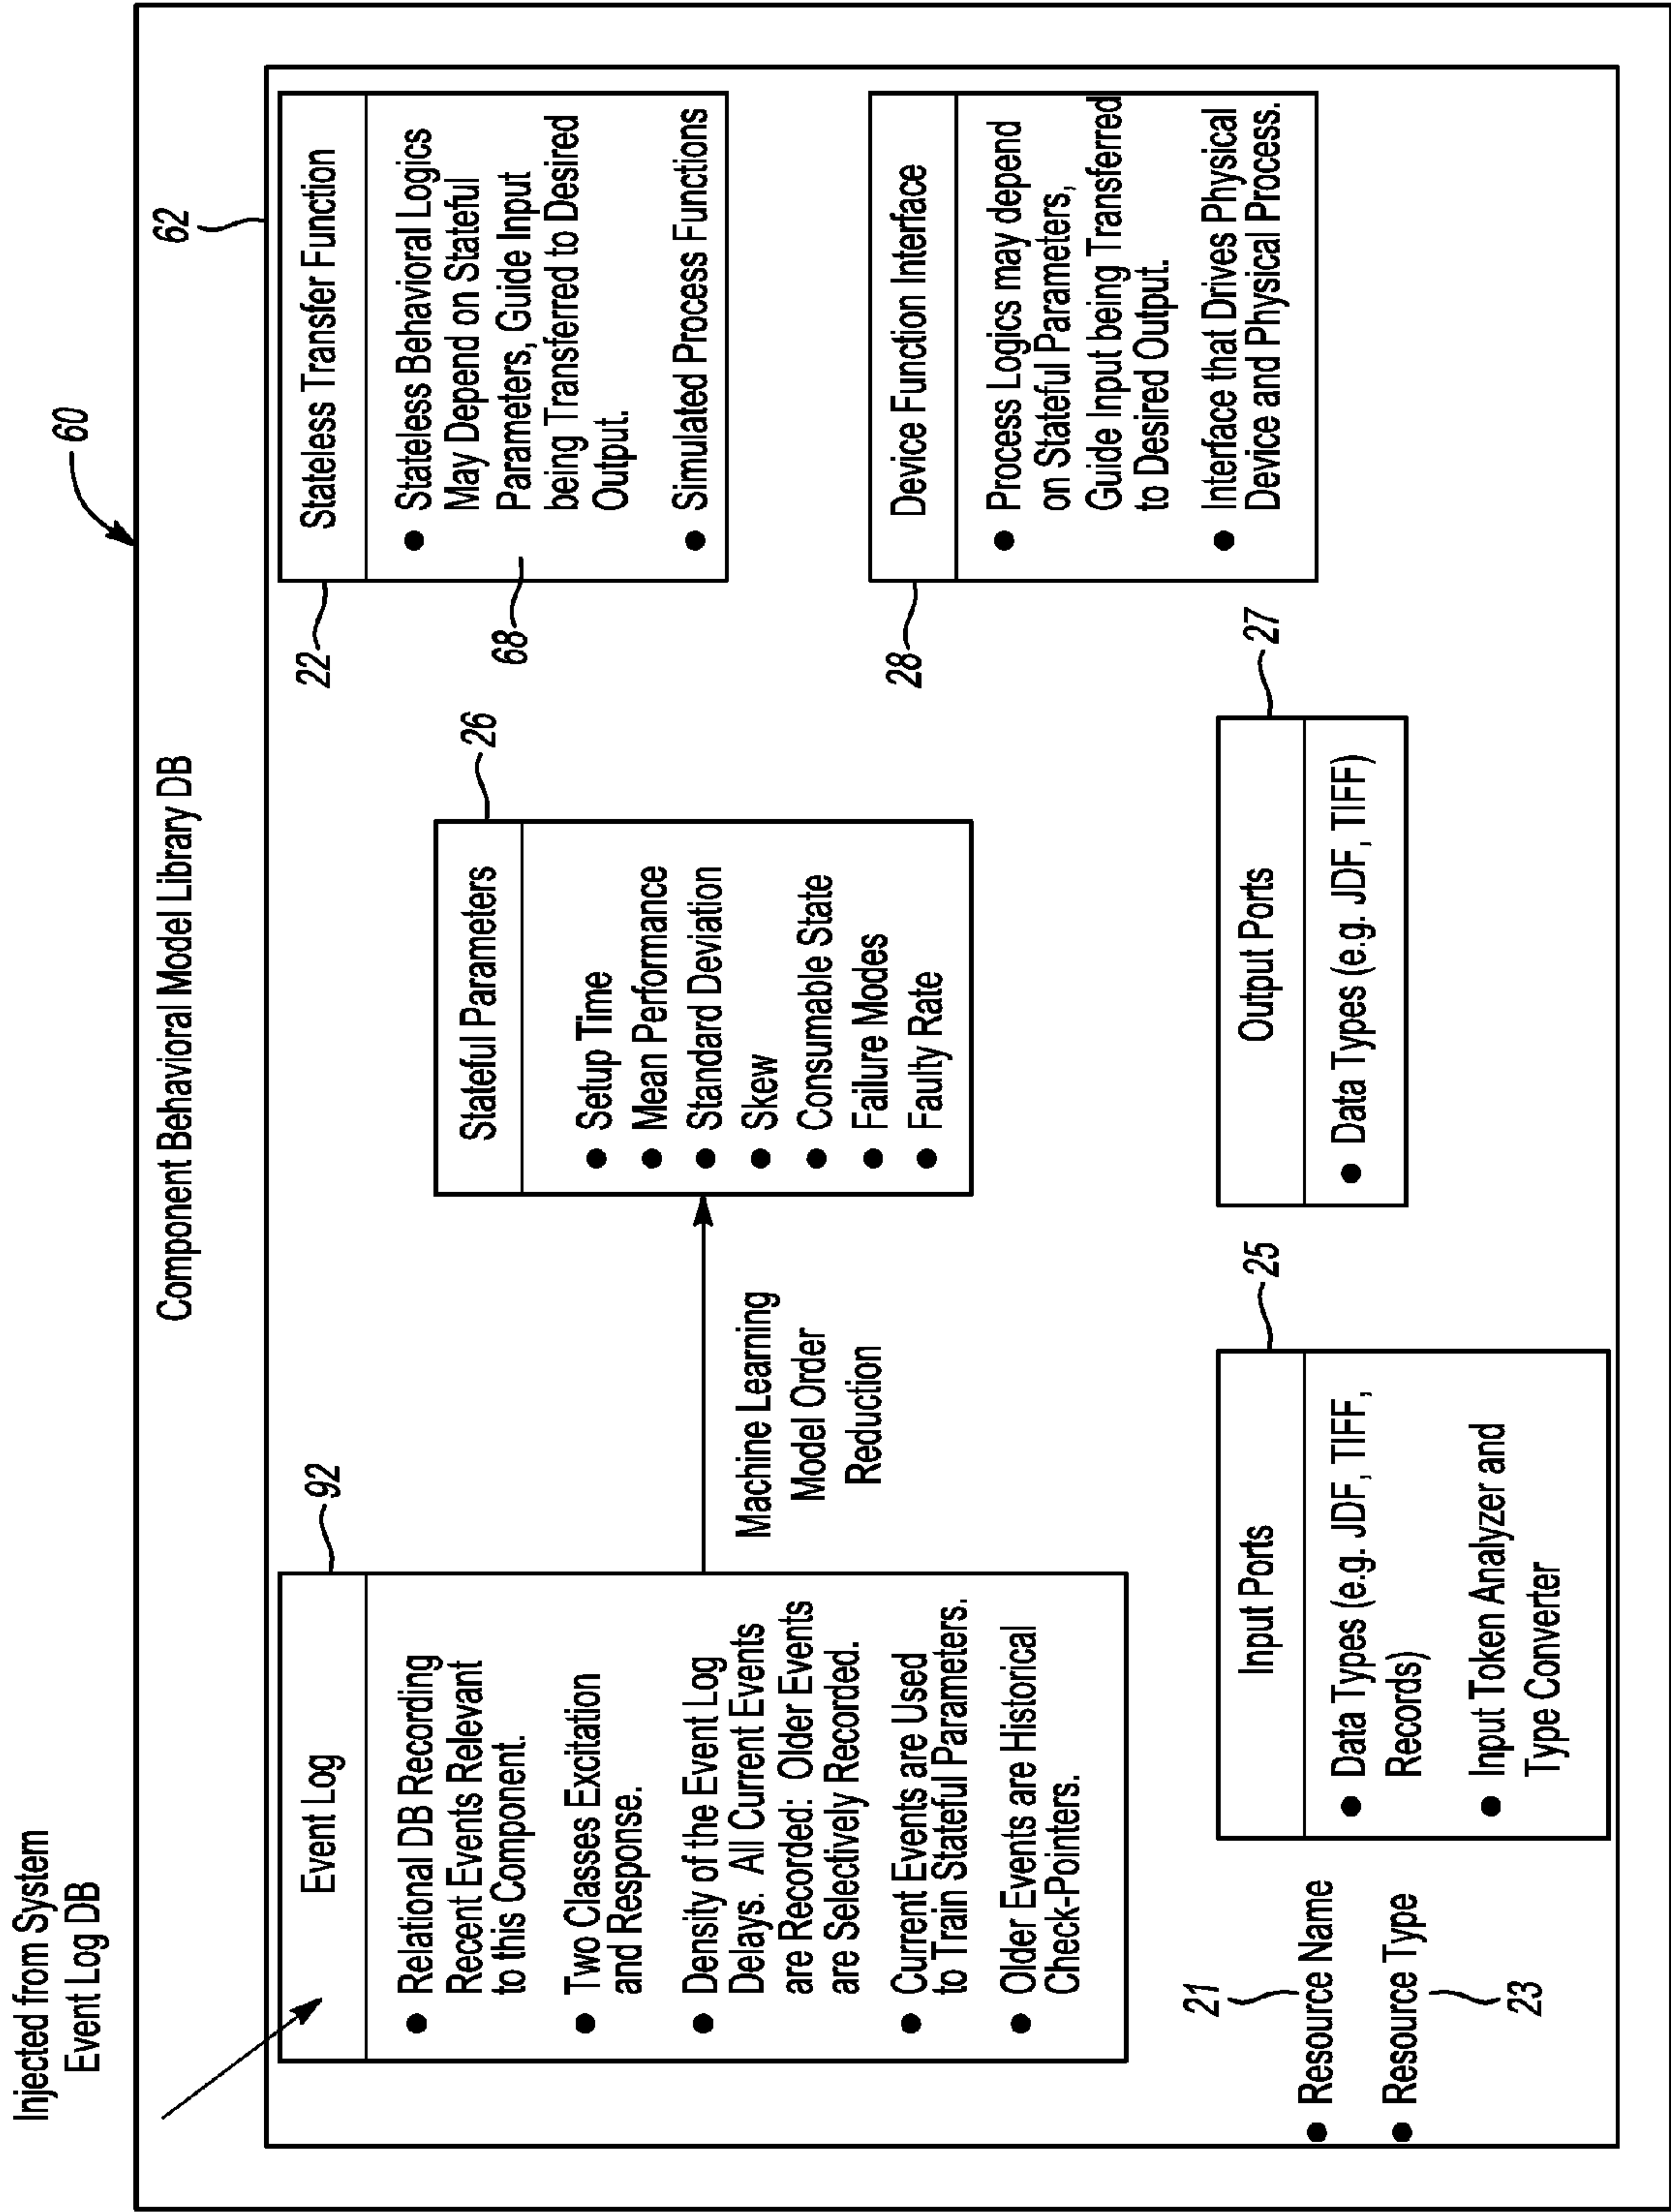 Injected from System
Event Log DB
60
Component Behavioral Model Library DB
62
Event Log
92
● Relational DB Recording
Recent Events Relevant
to this Component.
● Two Classes Excitation
and Response.
● Density of the Event Log
Delays. All Current Events
are Recorded: Older Events
are Selectively Recorded.
● Current Events are Used
to Train Stateful Parameters.
● Older Events are Historical
Check-Pointers.
Machine Learning
Model Order
Reduction
Stateful Parameters
26
● Setup Time
● Mean Performance
● Standard Deviation
● Skew
● Consumable State
● Failure Modes
● Faulty Rate
22
Stateless Transfer Function
● Stateless Behavioral Logics
May Depend on Stateful
Parameters, Guide Input
being Transferred to Desired
Output.
68
● Simulated Process Functions
28
Device Function Interface
● Process Logics may depend
on Stateful Parameters,
Guide Input being Transferred
to Desired Output.
● Interface that Drives Physical
Device and Physical Process.
21
● Resource Name
● Resource Type
23
Input Ports
25
● Data Types (e.g. JDF, TIFF,
Records)
● Input Token Analyzer and
Type Converter
Output Ports
27
● Data Types (e.g. JDF, TIFF)